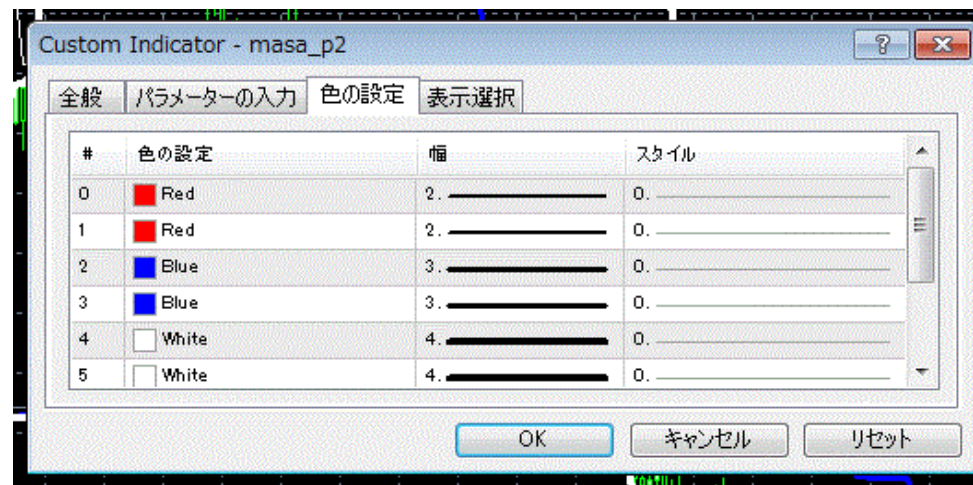 Custom Indicator - masa_p2
全般 パラメーターの入力 色の設定 表示選択
# 色の設定 幅 スタイル
0 Red 2. 0.
1 Red 2. 0.
2 Blue 3. 0.
3 Blue 3. 0.
4 White 4. 0.
5 White 4. 0.
OK キャンセル リセット